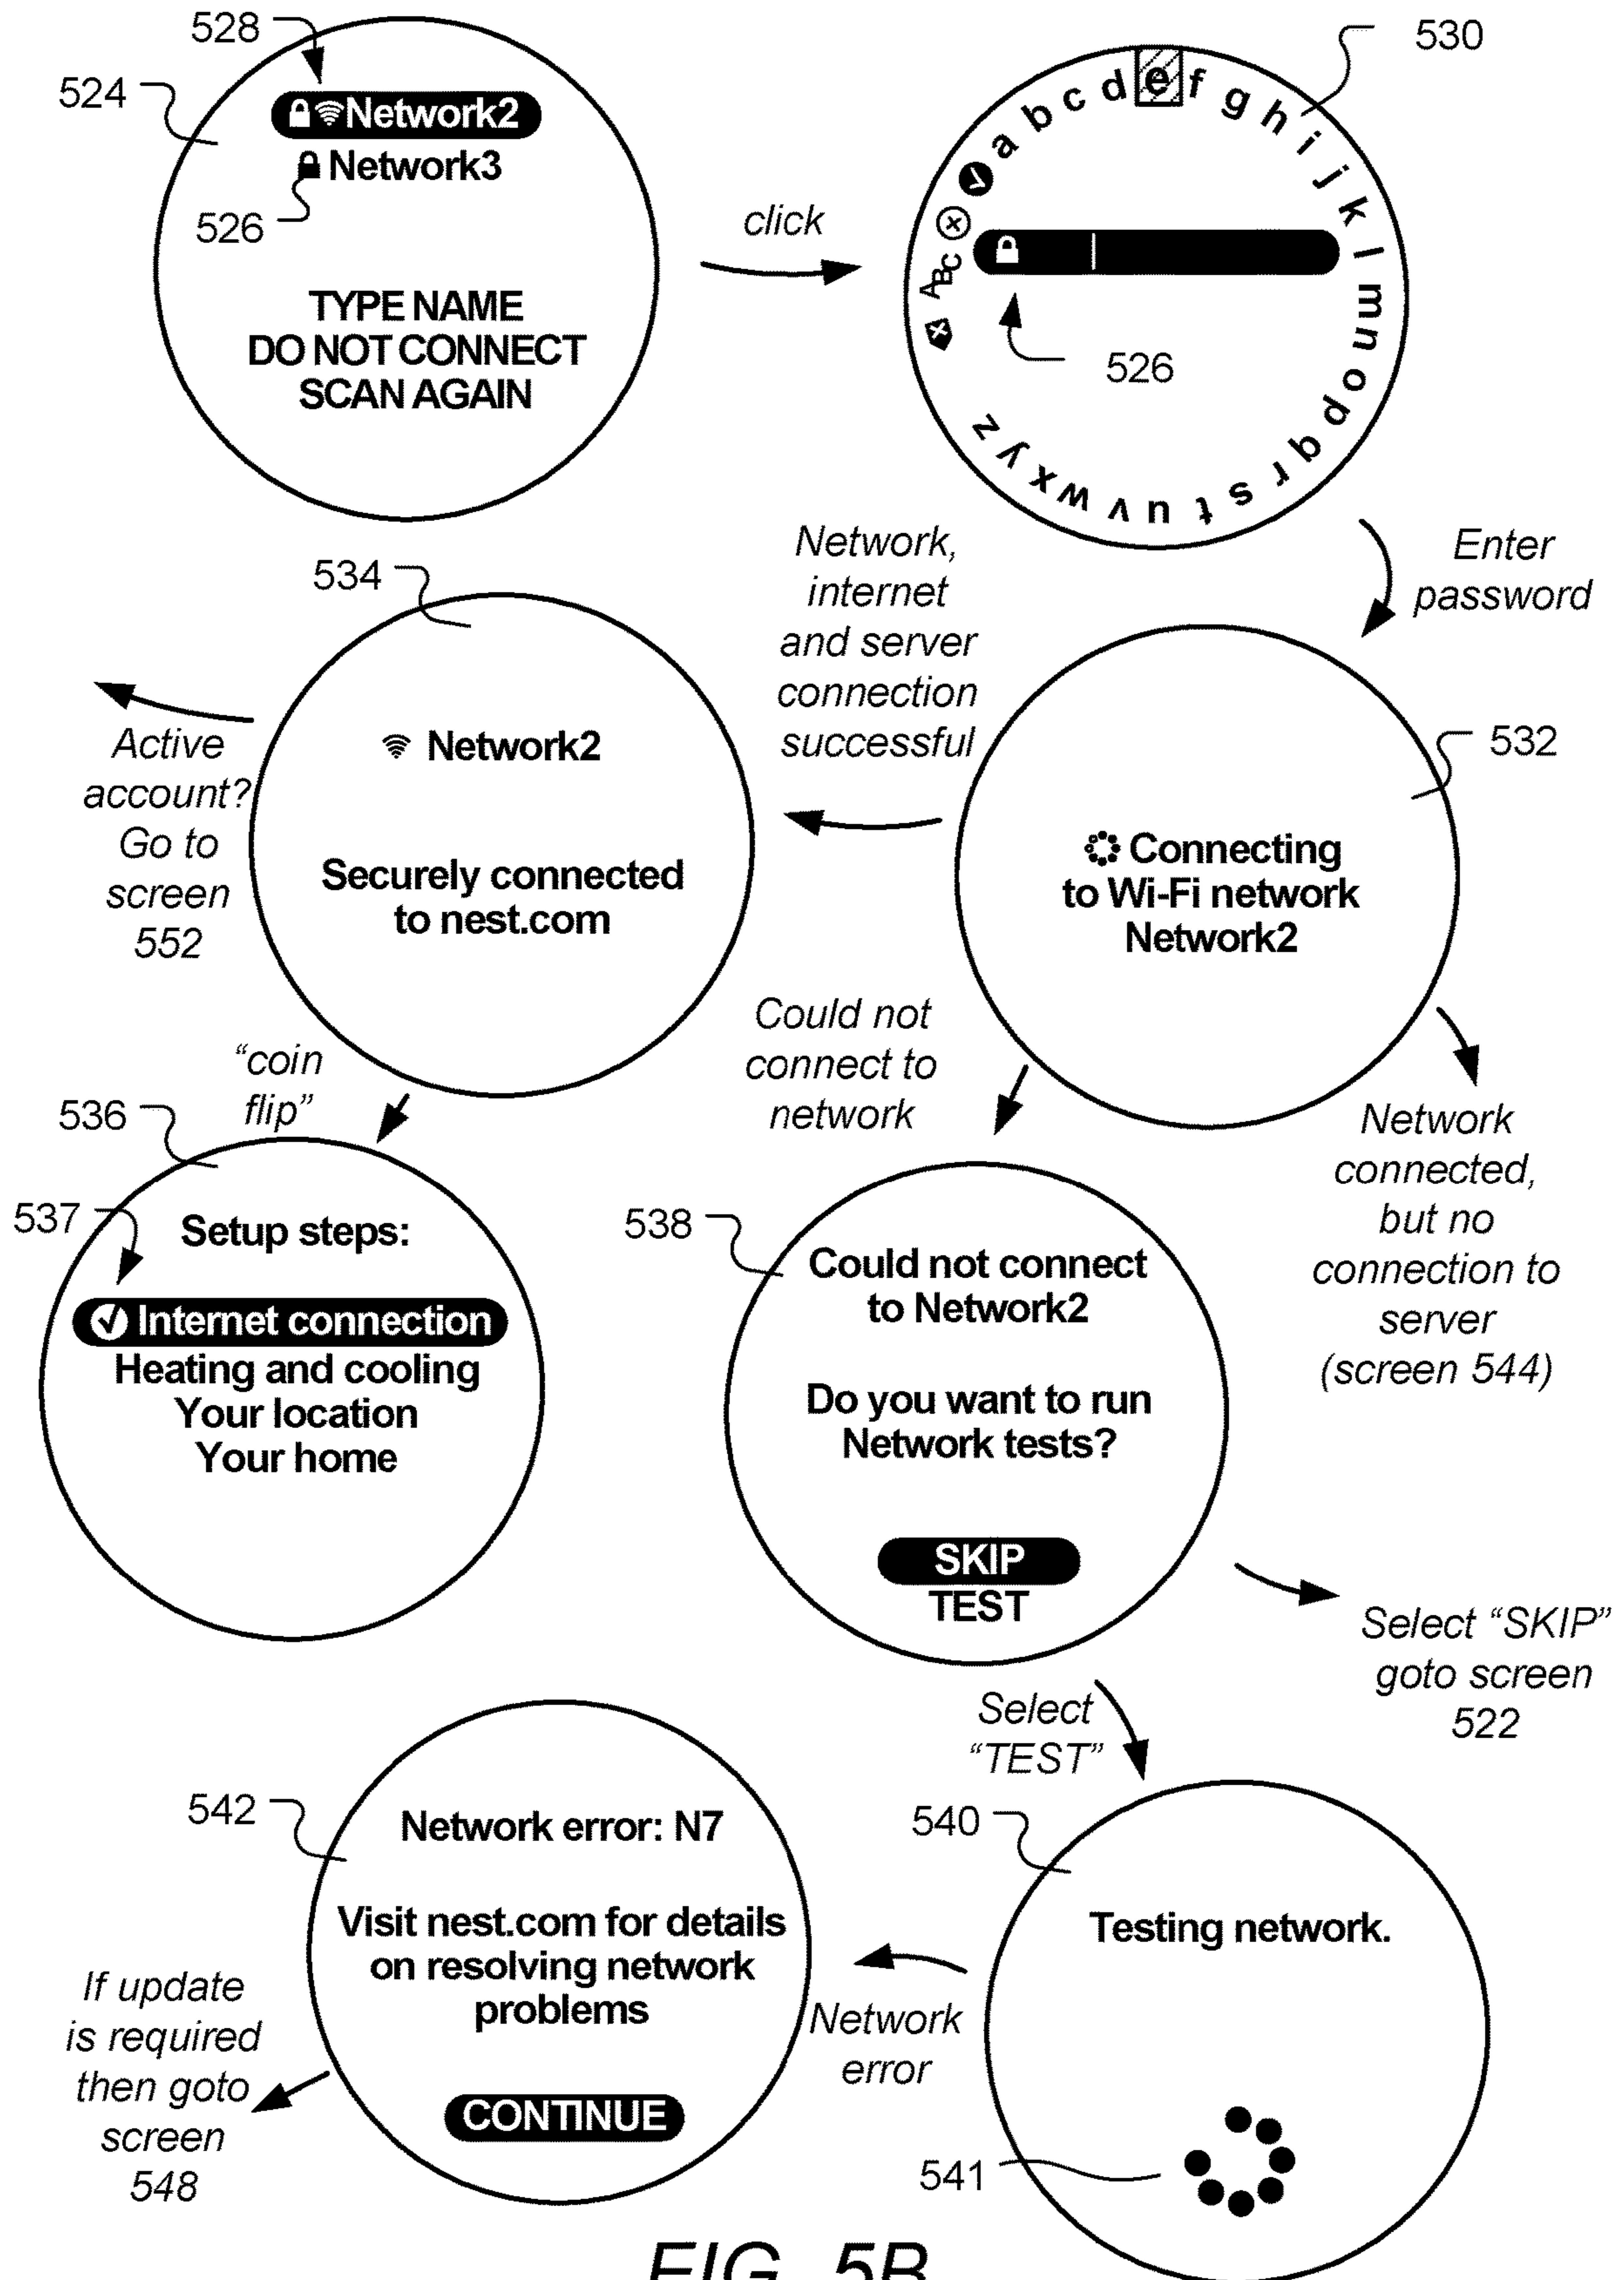 528
524
Network2
Network3
526
TYPE NAME
DO NOT CONNECT
SCAN AGAIN
click
530
a b c d e f g h i j k l m n o p q r s t u v w x y z
ABC
526
Enter
password
Network,
internet
and server
connection
successful
534
Network2
Securely connected
to nest.com
Active
account?
Go to
screen
552
532
Connecting
to Wi-Fi network
Network2
"coin
flip"
Could not
connect to
network
Network
connected,
but no
connection to
server
(screen 544)
536
537
Setup steps:
Internet connection
Heating and cooling
Your location
Your home
538
Could not connect
to Network2
Do you want to run
Network tests?
SKIP
TEST
Select "SKIP"
goto screen
522
Select
"TEST"
542
Network error: N7
Visit nest.com for details
on resolving network
problems
CONTINUE
If update
is required
then goto
screen
548
Network
error
540
Testing network.
541
FIG. 5B